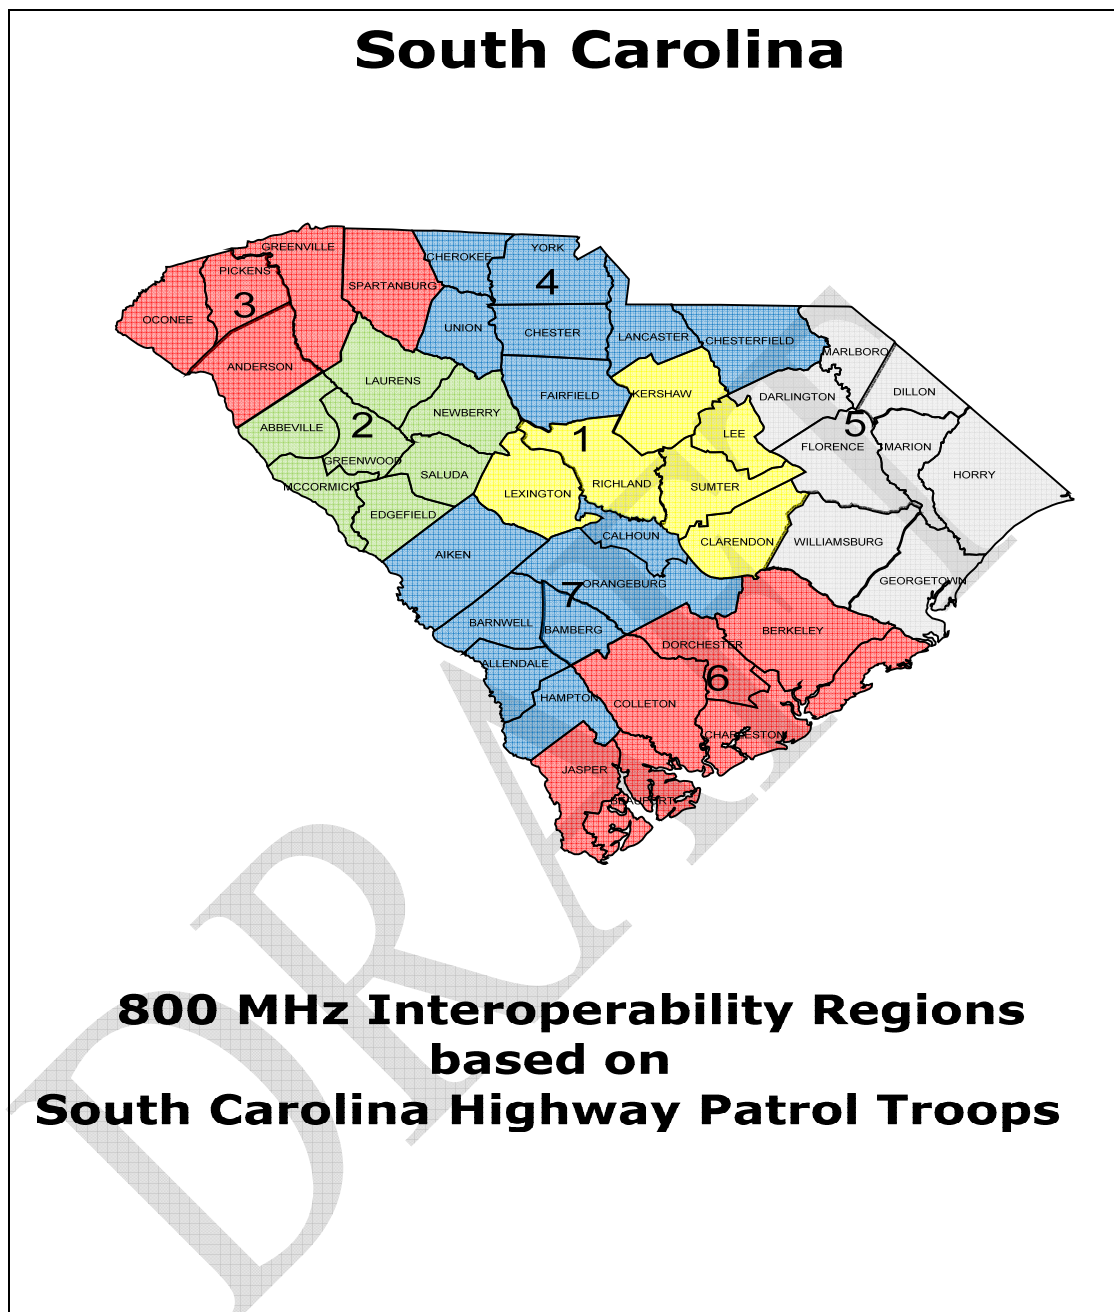 South Carolina
GREENVILLE
YORK
CHEROKEE
PICKENS
SPARTANBURG
4
3
OCONEE
UNION
CHESTER
LANCASTER
CHESTERFIELD
MARLBORO
ANDERSON
LAURENS
DILLON
FAIRFIELD
KERSHAW
DARLINGTON
NEWBERRY
ABBEVILLE
2
1
LEE
5
FLORENCE
MARION
GREENWOOD
SALUDA
HORRY
MCCORMICK
LEXINGTON
RICHLAND
SUMTER
EDGEFIELD
CALHOUN
CLARENDON
WILLIAMSBURG
AIKEN
ORANGEBURG
GEORGETOWN
7
BARNWELL
BAMBERG
BERKELEY
DORCHESTER
ALLENDALE
6
HAMPTON
COLLETON
CHARLESTON
JASPER
BEAUFORT
DRAFT
800 MHz Interoperability Regions
based on
South Carolina Highway Patrol Troops